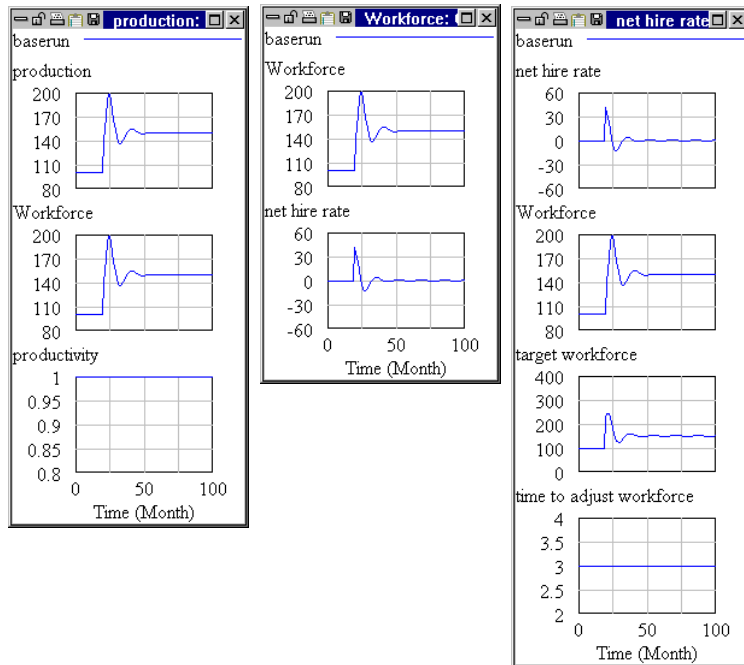 production:
baserun
production
200
170
140
110
80
Workforce
200
170
140
110
80
productivity
1
0.95
0.9
0.85
0.8
0 50 100
Time (Month)
Workforce:
baserun
Workforce
200
170
140
110
80
net hire rate
60
30
0
-30
-60
0 50 100
Time (Month)
net hire rate
baserun
net hire rate
60
30
0
-30
-60
Workforce
200
170
140
110
80
target workforce
400
300
200
100
0
time to adjust workforce
4
3.5
3
2.5
2
0 50 100
Time (Month)